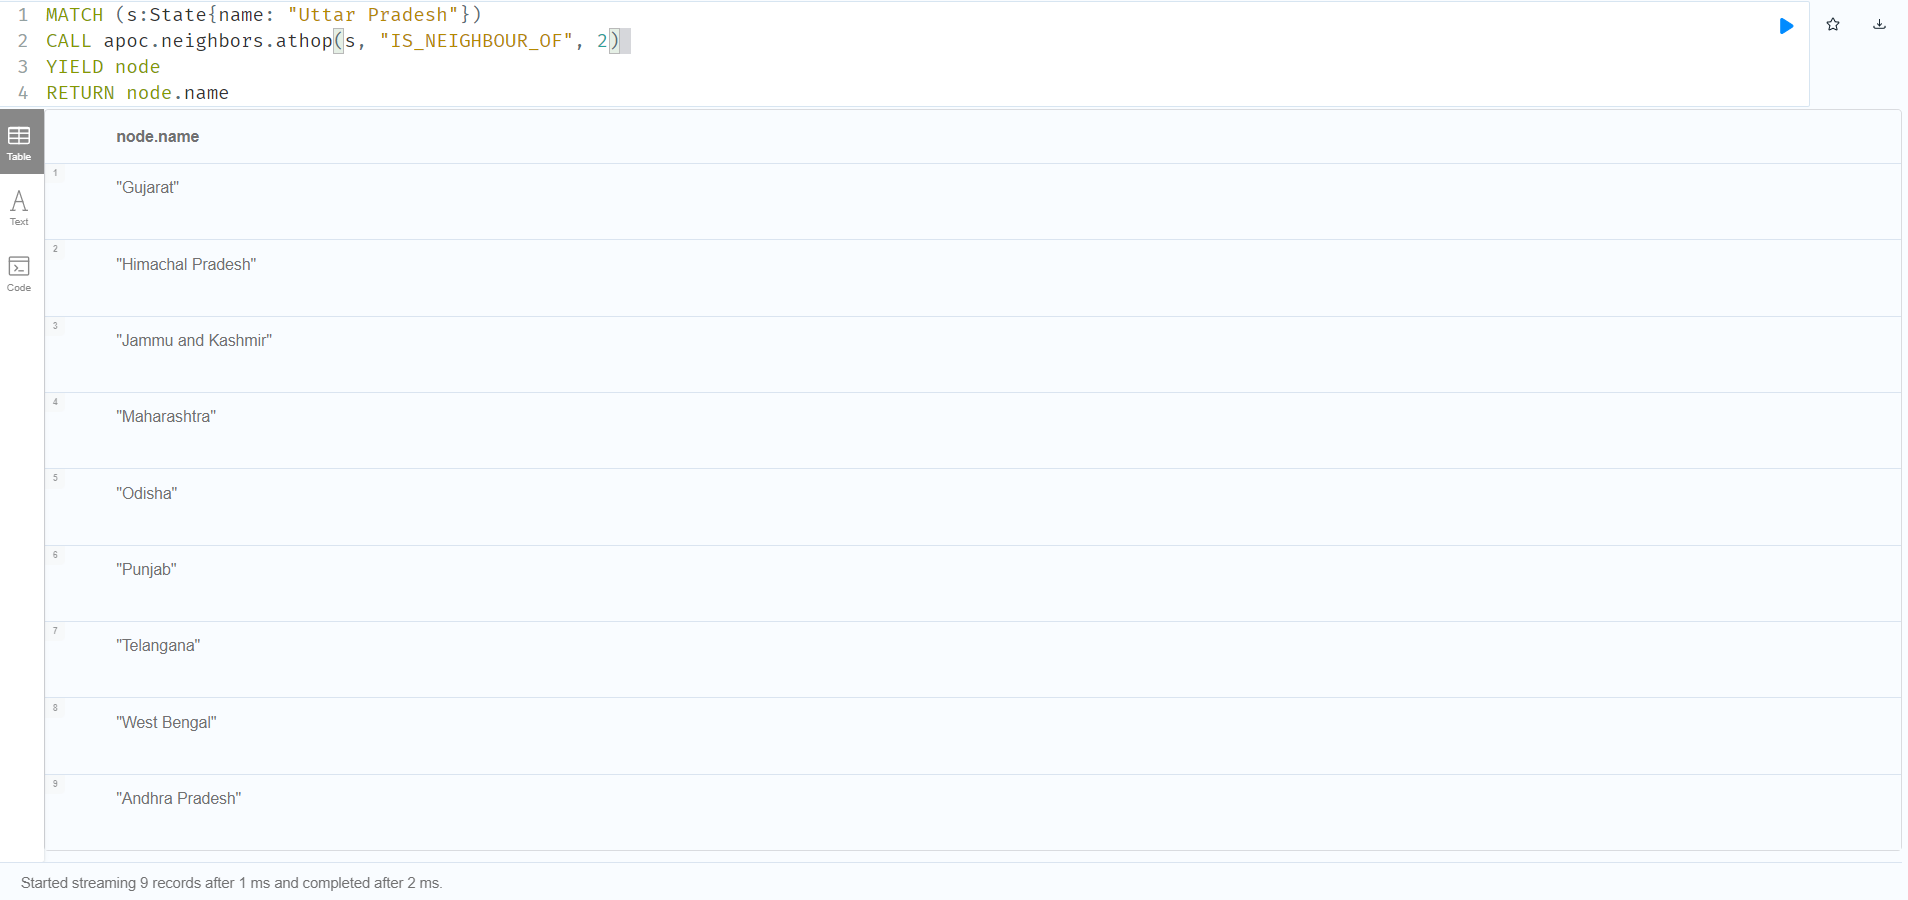 1 MATCH (s:State{name: "Uttar Pradesh"})
2 CALL apoc.neighbors.athop(s, "IS_NEIGHBOUR_OF", 2)
3 YIELD node
4 RETURN node.name
Table
Text
Code
node.name
1
"Gujarat"
2
"Himachal Pradesh"
3
"Jammu and Kashmir"
4
"Maharashtra"
5
"Odisha"
6
"Punjab"
7
"Telangana"
8
"West Bengal"
9
"Andhra Pradesh"
Started streaming 9 records after 1 ms and completed after 2 ms.